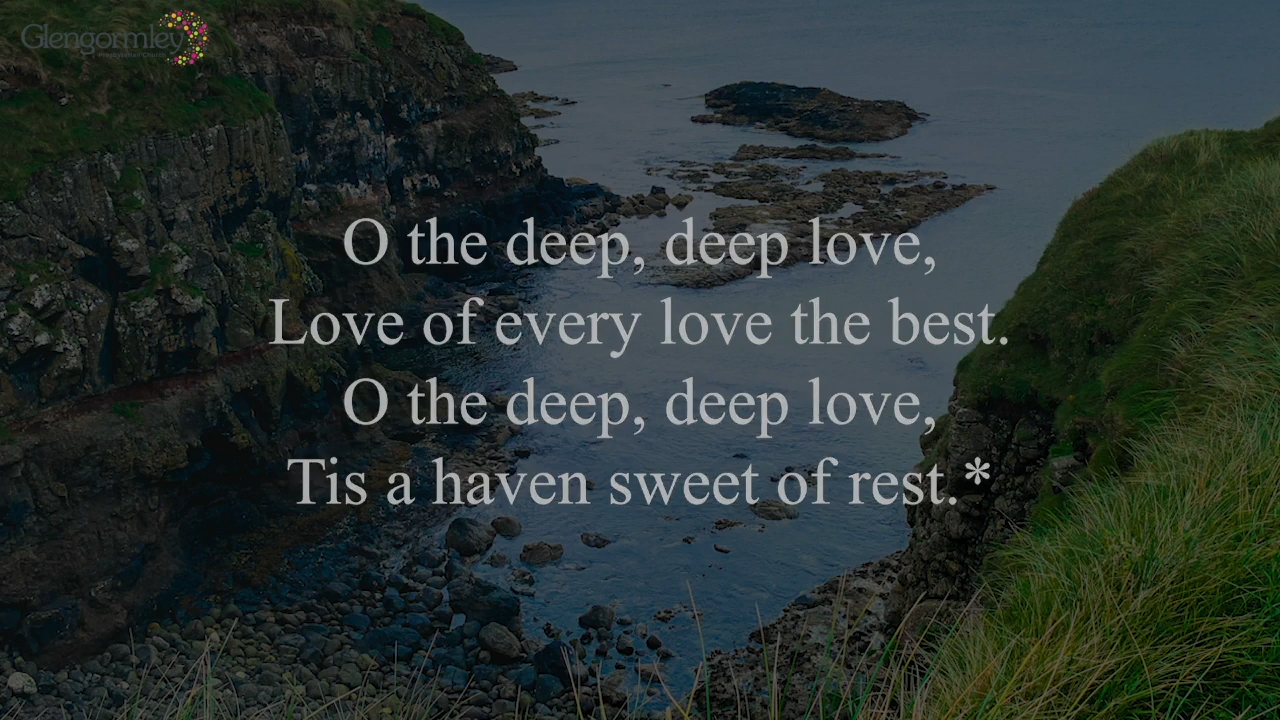 Glengormley
O the deep, deep love,
Love of every love the best.
O the deep, deep love,
Tis a haven sweet of rest.*